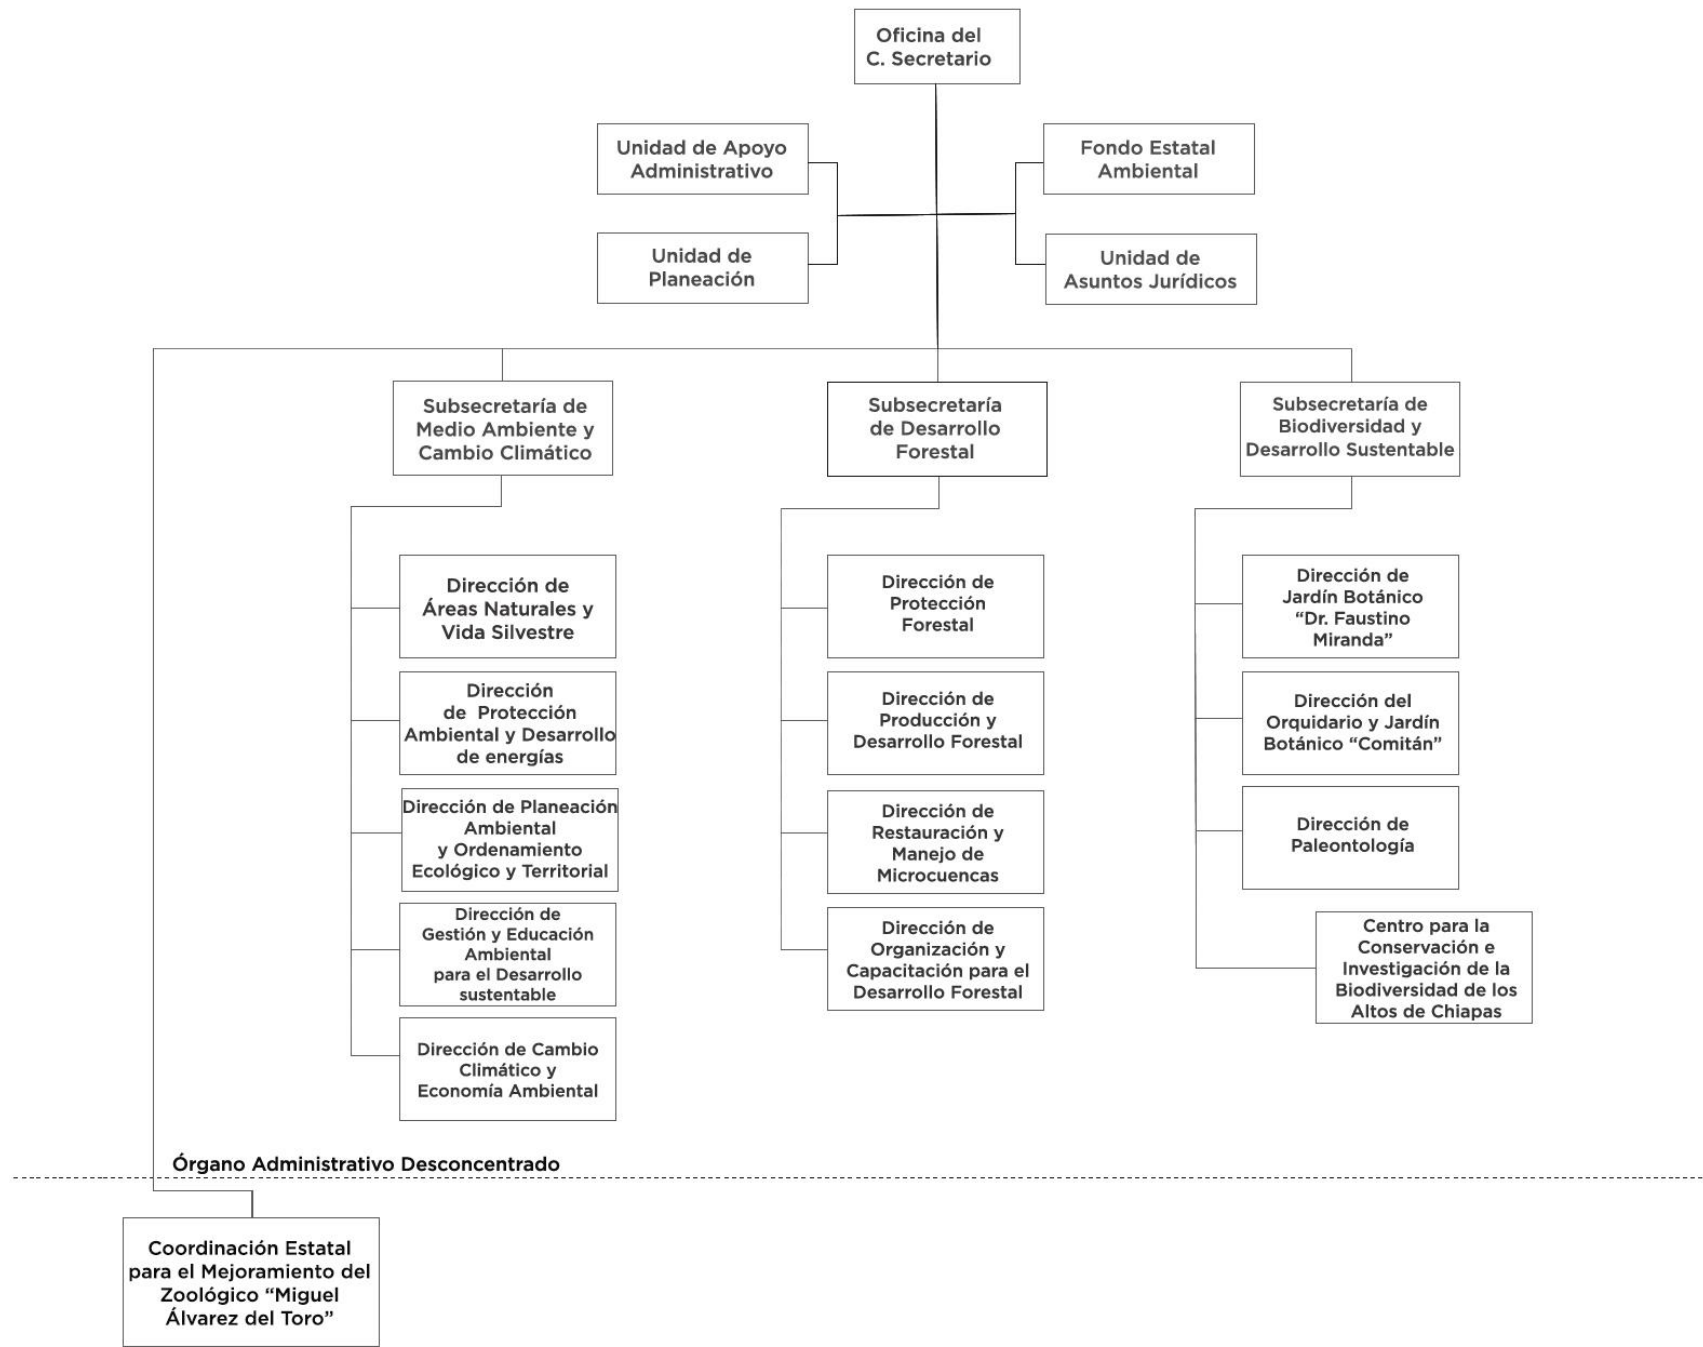 Oficina del
C. Secretario
Unidad de Apoyo
Administrativo
Fondo Estatal
Ambiental
Unidad de
Planeación
Unidad de
Asuntos Jurídicos
Subsecretaría de
Medio Ambiente y
Cambio Climático
Subsecretaría
de Desarrollo
Forestal
Subsecretaría de
Biodiversidad y
Desarrollo Sustentable
Dirección de
Áreas Naturales y
Vida Silvestre
Dirección
de Protección
Ambiental y Desarrollo
de energías
Dirección de Planeación
Ambiental
y Ordenamiento
Ecológico y Territorial
Dirección de
Gestión y Educación
Ambiental
para el Desarrollo
sustentable
Dirección de Cambio
Climático y
Economía Ambiental
Dirección de
Protección
Forestal
Dirección de
Producción y
Desarrollo Forestal
Dirección de
Restauración y
Manejo de
Microcuencas
Dirección de
Organización y
Capacitación para el
Desarrollo Forestal
Dirección de
Jardín Botánico
“Dr. Faustino
Miranda”
Dirección del
Orquidario y Jardín
Botánico “Comitán”
Dirección de
Paleontología
Centro para la
Conservación e
Investigación de la
Biodiversidad de los
Altos de Chiapas
Órgano Administrativo Desconcentrado
Coordinación Estatal
para el Mejoramiento del
Zoológico “Miguel
Álvarez del Toro”